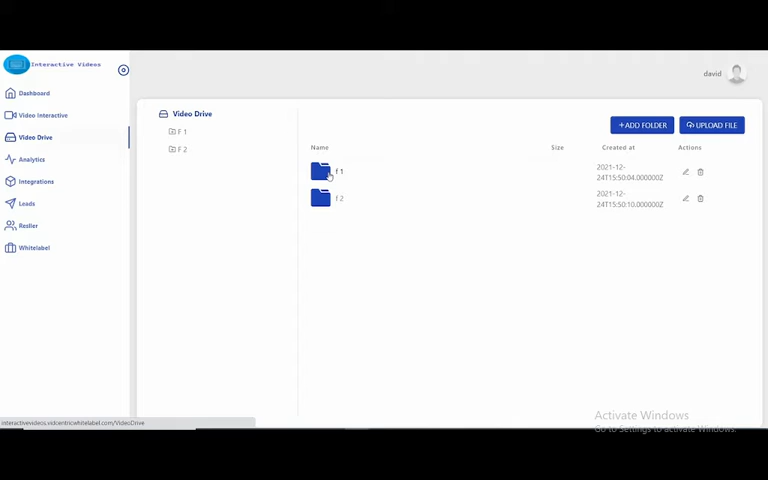 Interactive Videos
david
Dashboard
Video Interactive
Video Drive
Analytics
Integrations
Leads
Resller
Whitelabel
Video Drive
F 1
F 2
+ADD FOLDER
UPLOAD FILE
Name
Size
Created at
Actions
f 1
2021-12-
24T15:50:04.000000Z
f 2
2021-12-
24T15:50:10.000000Z
interactivevideos.vidcentricwhitelabel.com/VideoDrive
Activate Windows
Go to Settings to activate Windows.